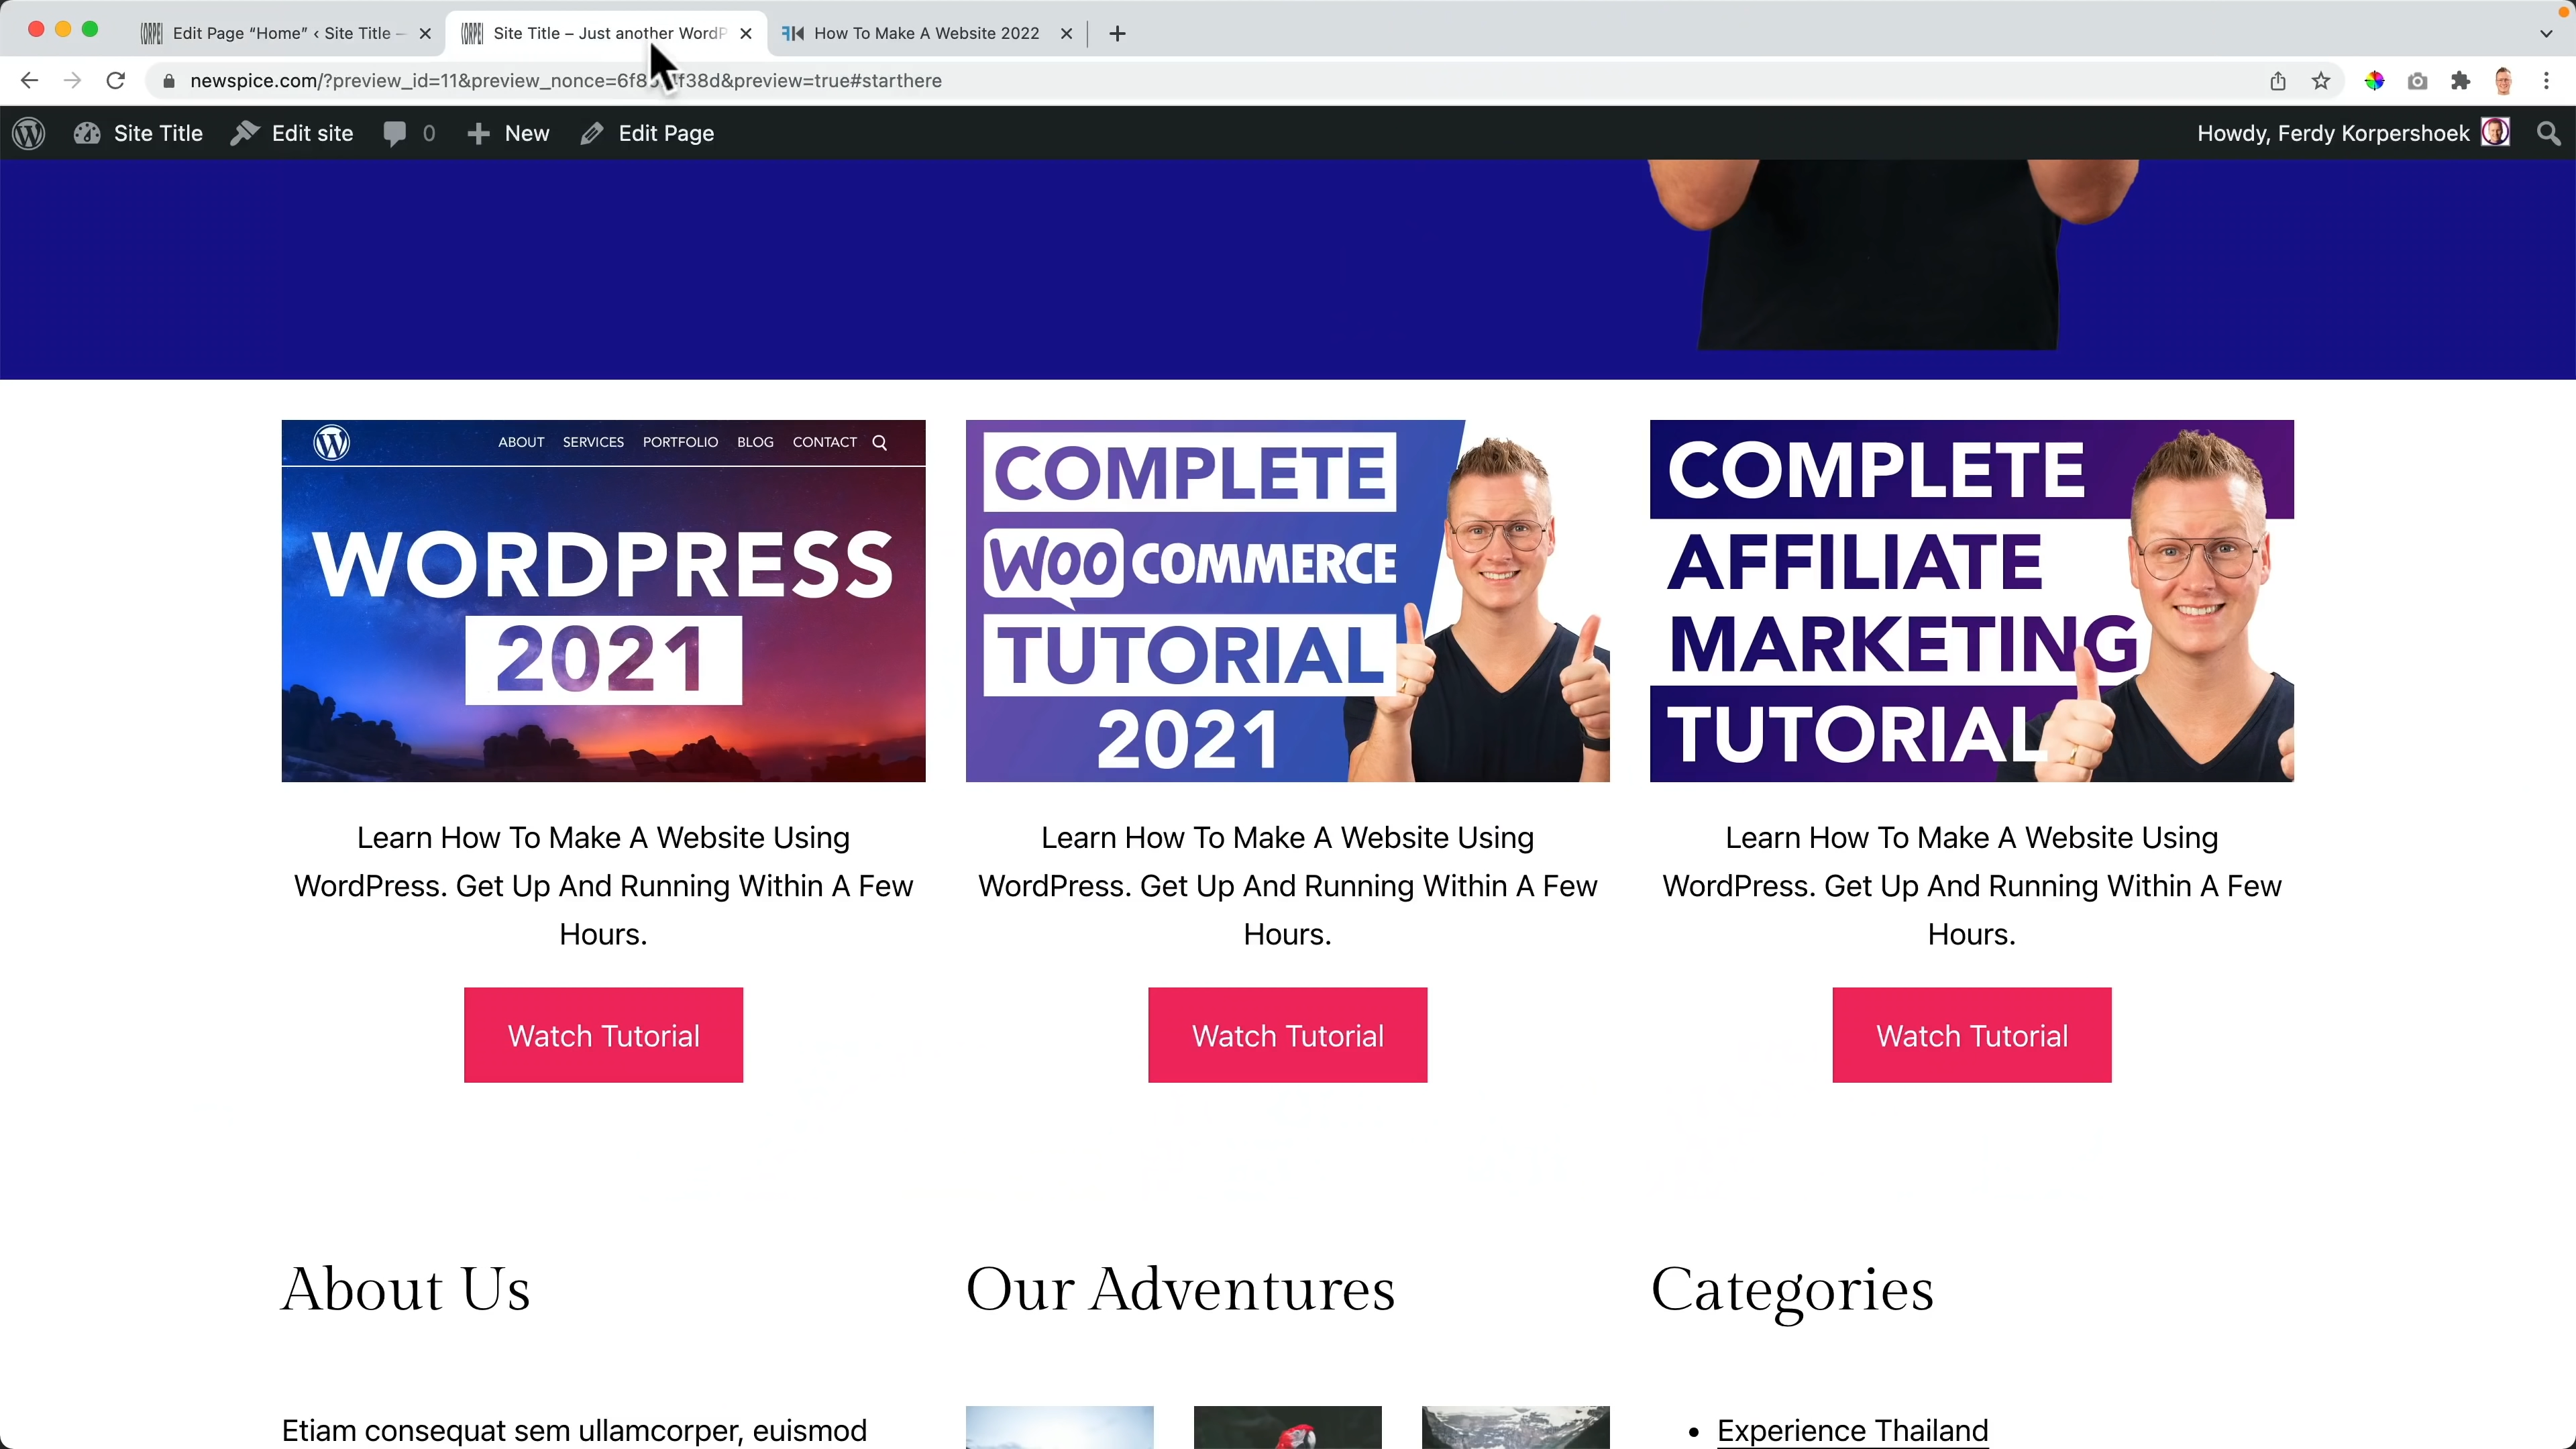 Edit Page “Home” ‹ Site Title –
Site Title – Just another WordP
How To Make A Website 2022
newspice.com/?preview_id=11&preview_nonce=6f8 f38d&preview=true#starthere
Site Title
Edit site
0
New
Edit Page
Howdy, Ferdy Korpershoek
ABOUT SERVICES PORTFOLIO BLOG CONTACT
WORDPRESS
2021
COMPLETE
WOO COMMERCE
TUTORIAL
2021
COMPLETE
AFFILIATE
MARKETING
TUTORIAL
Learn How To Make A Website Using
WordPress. Get Up And Running Within A Few
Hours.
Learn How To Make A Website Using
WordPress. Get Up And Running Within A Few
Hours.
Learn How To Make A Website Using
WordPress. Get Up And Running Within A Few
Hours.
Watch Tutorial
Watch Tutorial
Watch Tutorial
About Us
Our Adventures
Categories
Etiam consequat sem ullamcorper, euismod
• Experience Thailand